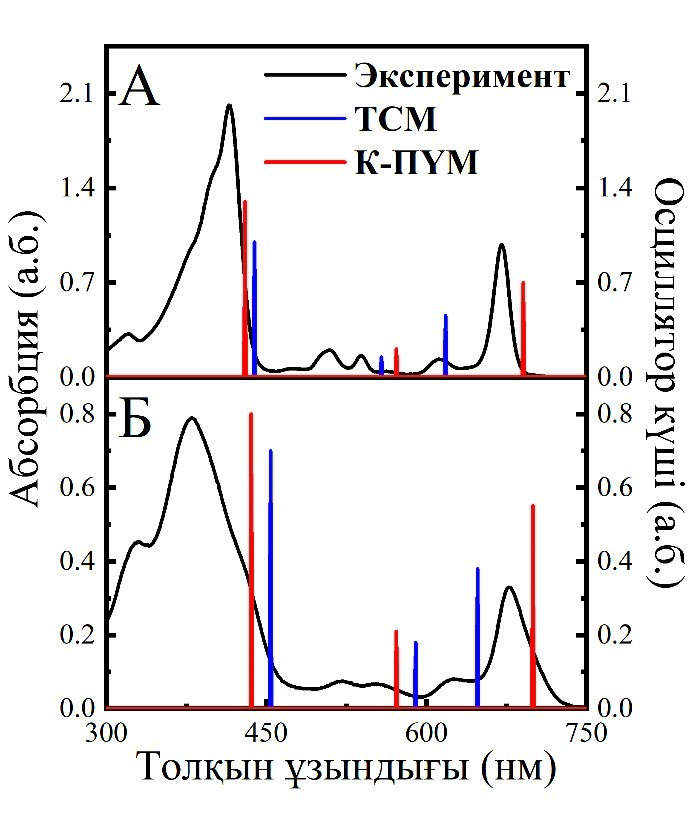 А
Эксперимент
ТСМ
К-ПҮМ
2.1
1.4
0.7
0.0
2.1
1.4
0.7
0.0
Б
0.8
0.6
0.4
0.2
0.0
0.8
0.6
0.4
0.2
0.0
300
450
600
750
Абсорбция (а.б.)
Осциллятор күші (а.б.)
Толқын ұзындығы (нм)